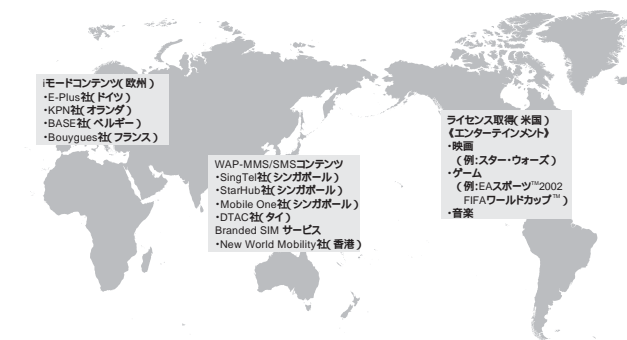 iモードコンテンツ(欧州)
・E-Plus社(ドイツ)
・KPN社(オランダ)
・BASE社(ベルギー)
・Bouygues社(フランス)
WAP-MMS/SMSコンテンツ
・SingTel社(シンガポール)
・StarHub社(シンガポール)
・Mobile One社(シンガポール)
・DTAC社(タイ)
Branded SIM サービス
・New World Mobility社(香港)
ライセンス取得(米国)
《エンターテインメント》
・映画
(例:スター・ウォーズ)
・ゲーム
(例:EAスポーツ™2002
FIFAワールドカップ™)
・音楽